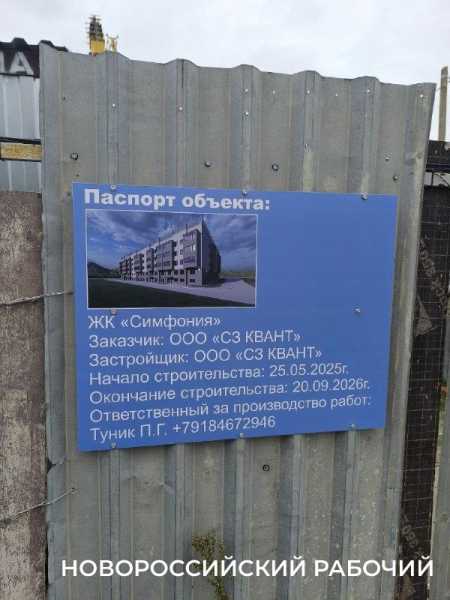 МА
Паспорт объекта:
ЖК «Симфония»
Заказчик: ООО «СЗ КВАНТ»
Застройщик: ООО «СЗ КВАНТ»
Начало строительства: 25.05.2025г.
Окончание строительства: 20.09.2026г.
Ответственный за производство работ:
Туник П.Г. +79184672946
НОВОРОССИЙСКИЙ РАБОЧИЙ